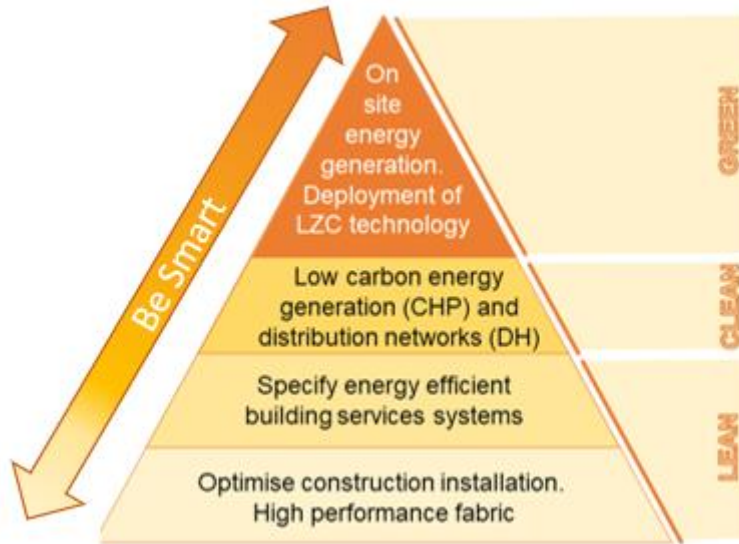 Be Smart
On
site
energy
generation.
Deployment of
LZC technology
GREEN
Low carbon energy
generation (CHP) and
distribution networks (DH)
CLEAN
Specify energy efficient
building services systems
Optimise construction installation.
High performance fabric
LEAN